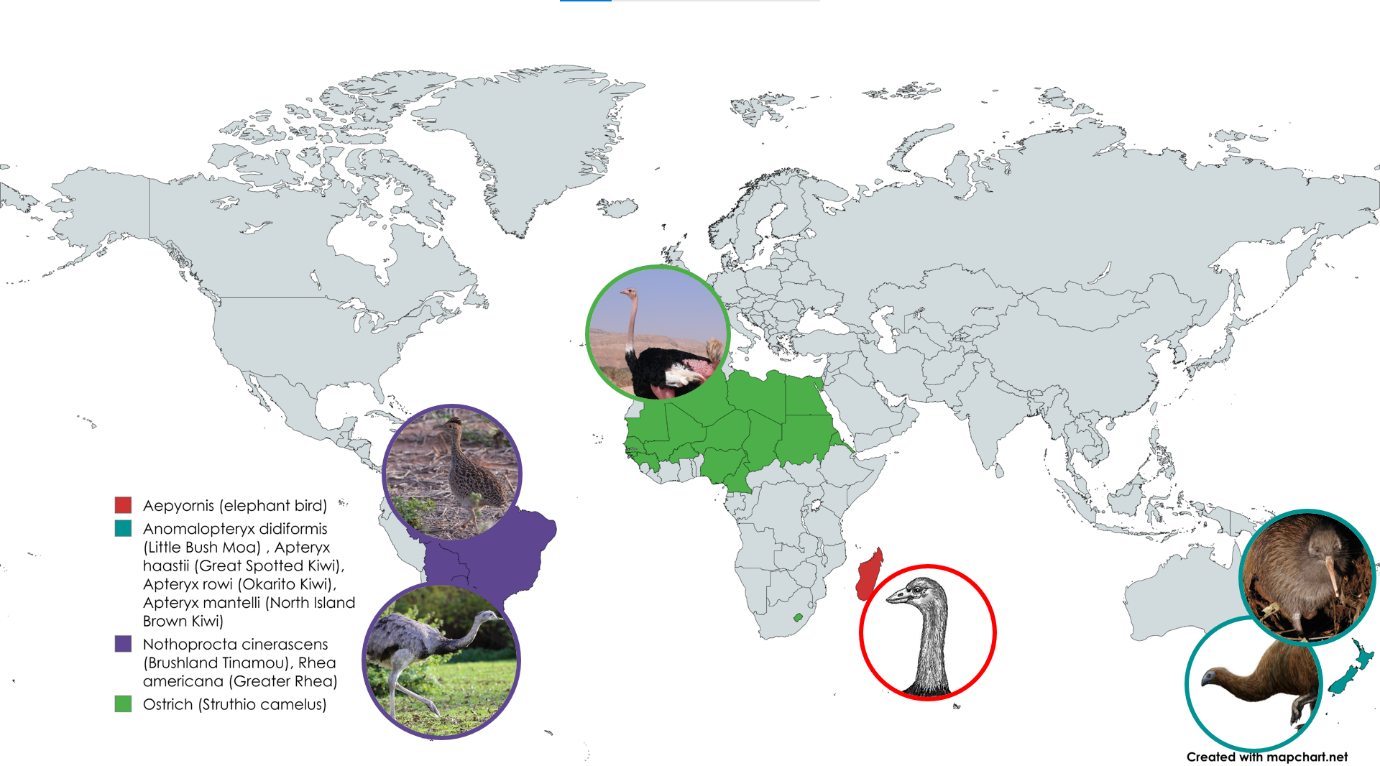 Aepyornis (elephant bird)
Anomalopteryx didiformis
(Little Bush Moa) , Apteryx
haastii (Great Spotted Kiwi),
Apteryx rowi (Okarito Kiwi),
Apteryx mantelli (North Island
Brown Kiwi)
Nothoprocta cinerascens
(Brushland Tinamou), Rhea
americana (Greater Rhea)
Ostrich (Struthio camelus)
Created with mapchart.net